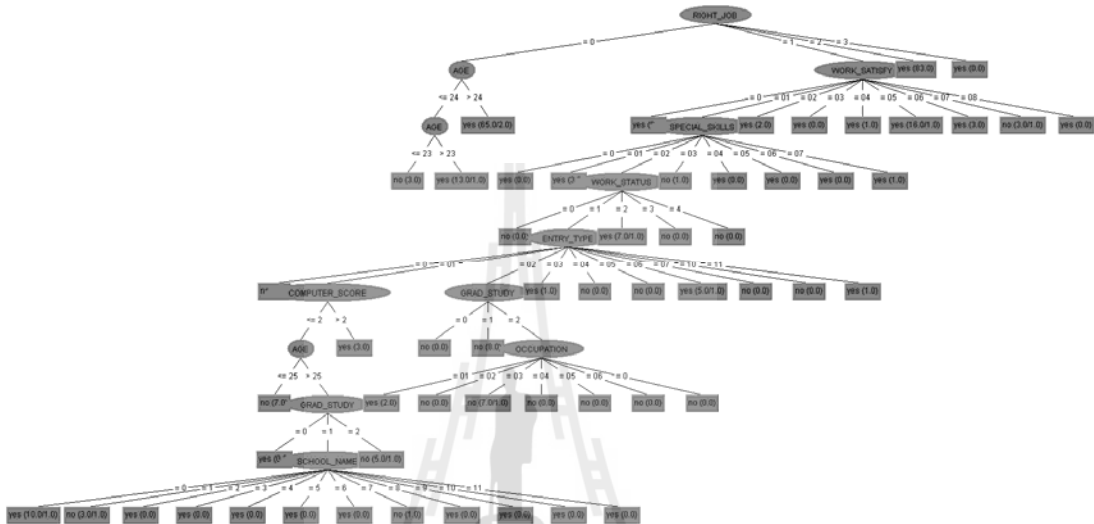 RIGHT_JOB
= 0 = 1 = 2 = 3
AGE WORK_SATISFY yes (63.0) yes (0.0)
<= 24 > 24 = 0 = 01 = 02 = 03 = 04 = 05 = 06 = 07 = 08
AGE yes (65.0/2.0) yes (* SPECIAL_SKILLS yes (2.0) yes (0.0) yes (1.0) yes (16.0/1.0) yes (3.0) no (3.0/1.0) yes (0.0)
<= 23 > 23 = 0 = 01 = 02 = 03 = 04 = 05 = 06 = 07
no (3.0) yes (13.0/1.0) yes (0.0) yes (3 * WORK_STATUS no (1.0) yes (0.0) yes (0.0) yes (0.0) yes (1.0)
= 0 = 1 = 2 = 3 = 4
no (0.0 ENTRY_TYPE yes (7.0/1.0) no (0.0) no (0.0)
= 0 = 01 = 02 = 03 = 04 = 05 = 06 = 07 = 10 = 11
n* COMPUTER_SCORE GRAD_STUDY yes (1.0) no (0.0) no (0.0) yes (5.0/1.0) no (0.0) no (0.0) yes (1.0)
<= 2 > 2 = 0 = 1 = 2
AGE yes (3.0) no (0.0) OCCUPATION
<= 25 > 25 = 01 = 02 = 03 = 04 = 05 = 06 = 0
no (7.0* GRAD_STUDY yes (2.0) no (0.0) no (7.0/1.0) no (0.0) no (0.0) no (0.0) no (0.0)
= 0 = 1 = 2
yes (0 * SCHOOL_NAME no (5.0/1.0)
= 0 = 1 = 2 = 3 = 4 = 5 = 6 = 7 = 8 = 9 = 10 = 11
yes (10.0/1.0) no (3.0/1.0) yes (0.0) yes (0.0) yes (0.0) yes (0.0) yes (0.0) no (1.0) yes (0.0) yes (0.0) yes (0.0) yes (0.0)